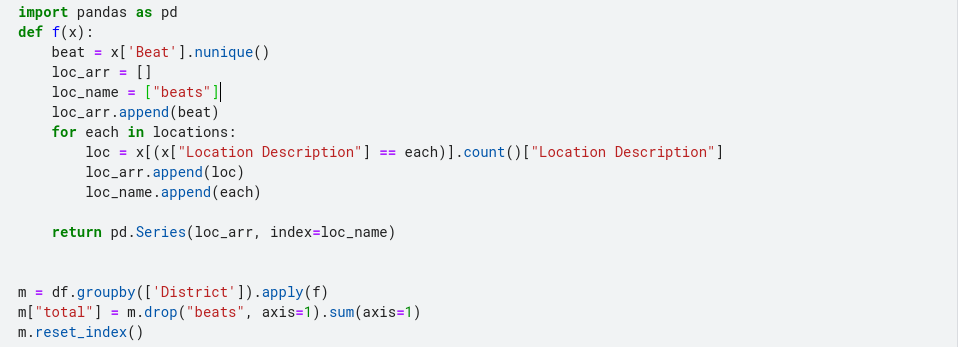 import pandas as pd
def f(x):
    beat = x['Beat'].nunique()
    loc_arr = []
    loc_name = ["beats"]
    loc_arr.append(beat)
    for each in locations:
        loc = x[(x["Location Description"] == each)].count()["Location Description"]
        loc_arr.append(loc)
        loc_name.append(each)
    return pd.Series(loc_arr, index=loc_name)
m = df.groupby(['District']).apply(f)
m["total"] = m.drop("beats", axis=1).sum(axis=1)
m.reset_index()